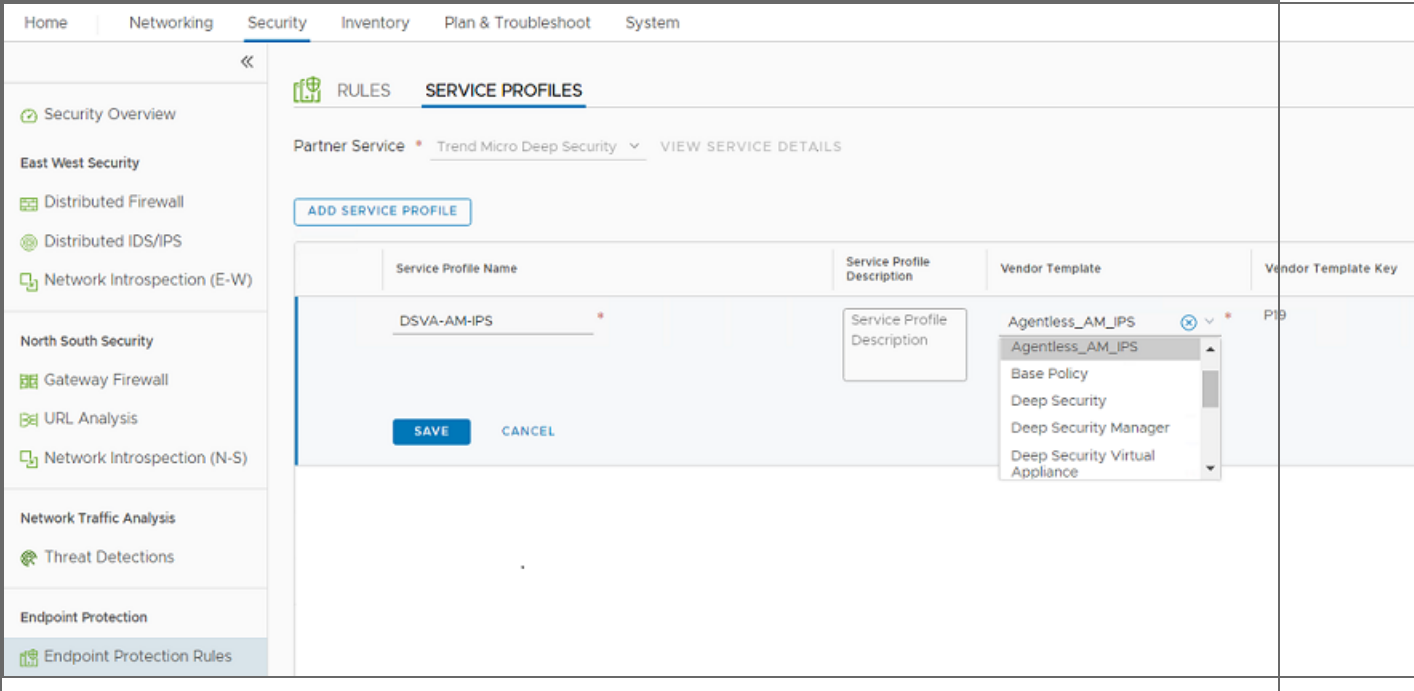 Home Networking Security Inventory Plan & Troubleshoot System
«
Security Overview
East West Security
Distributed Firewall
Distributed IDS/IPS
Network Introspection (E-W)
North South Security
Gateway Firewall
URL Analysis
Network Introspection (N-S)
Network Traffic Analysis
Threat Detections
Endpoint Protection
Endpoint Protection Rules
RULES SERVICE PROFILES
Partner Service * Trend Micro Deep Security VIEW SERVICE DETAILS
ADD SERVICE PROFILE
Service Profile Name
Service Profile
Description
Vendor Template
Vendor Template Key
DSVA-AM-IPS *
Service Profile
Description
Agentless_AM_IPS *
P19
Agentless_AM_IPS
Base Policy
Deep Security
Deep Security Manager
Deep Security Virtual
Appliance
SAVE CANCEL